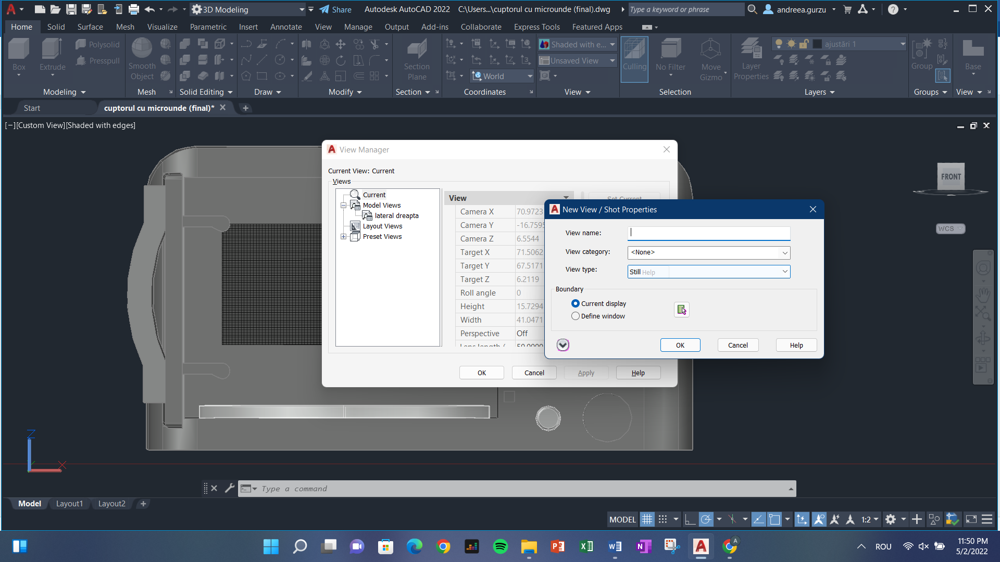 3D Modeling
Share
Autodesk AutoCAD 2022 C:\Users...\cuptorul cu microunde (final).dwg
Type a keyword or phrase
andreea.gurzu
Home Solid Surface Mesh Visualize Parametric Insert Annotate View Manage Output Add-ins Collaborate Express Tools Featured Apps
Box
Extrude
Polysolid
Presspull
Smooth Object
Section Plane
World
Shaded with e...
Unsaved View
Culling
No Filter
Move Gizmo
Layer Properties
ajustări 1
Group
Base
Modeling Mesh Solid Editing Draw Modify Section Coordinates View Selection Layers Groups View
Start
cuptorul cu microunde (final)*
[−][Custom View][Shaded with edges]
FRONT
WCS
View Manager
Current View: Current
Views
Current
Model Views
lateral dreapta
Layout Views
Preset Views
View
Set Current
Camera X 70.9723
Camera Y -16.7595
Camera Z 6.5544
Target X 71.5062
Target Y 67.5171
Target Z 6.2119
Roll angle 0
Height 15.7294
Width 41.0471
Perspective Off
Lens length ( 50.0000
OK Cancel Apply Help
New View / Shot Properties
View name:
View category: <None>
View type: Still Help
Boundary
Current display
Define window
OK Cancel Help
Type a command
Model Layout1 Layout2
MODEL 1:2
ROU
11:50 PM
5/2/2022